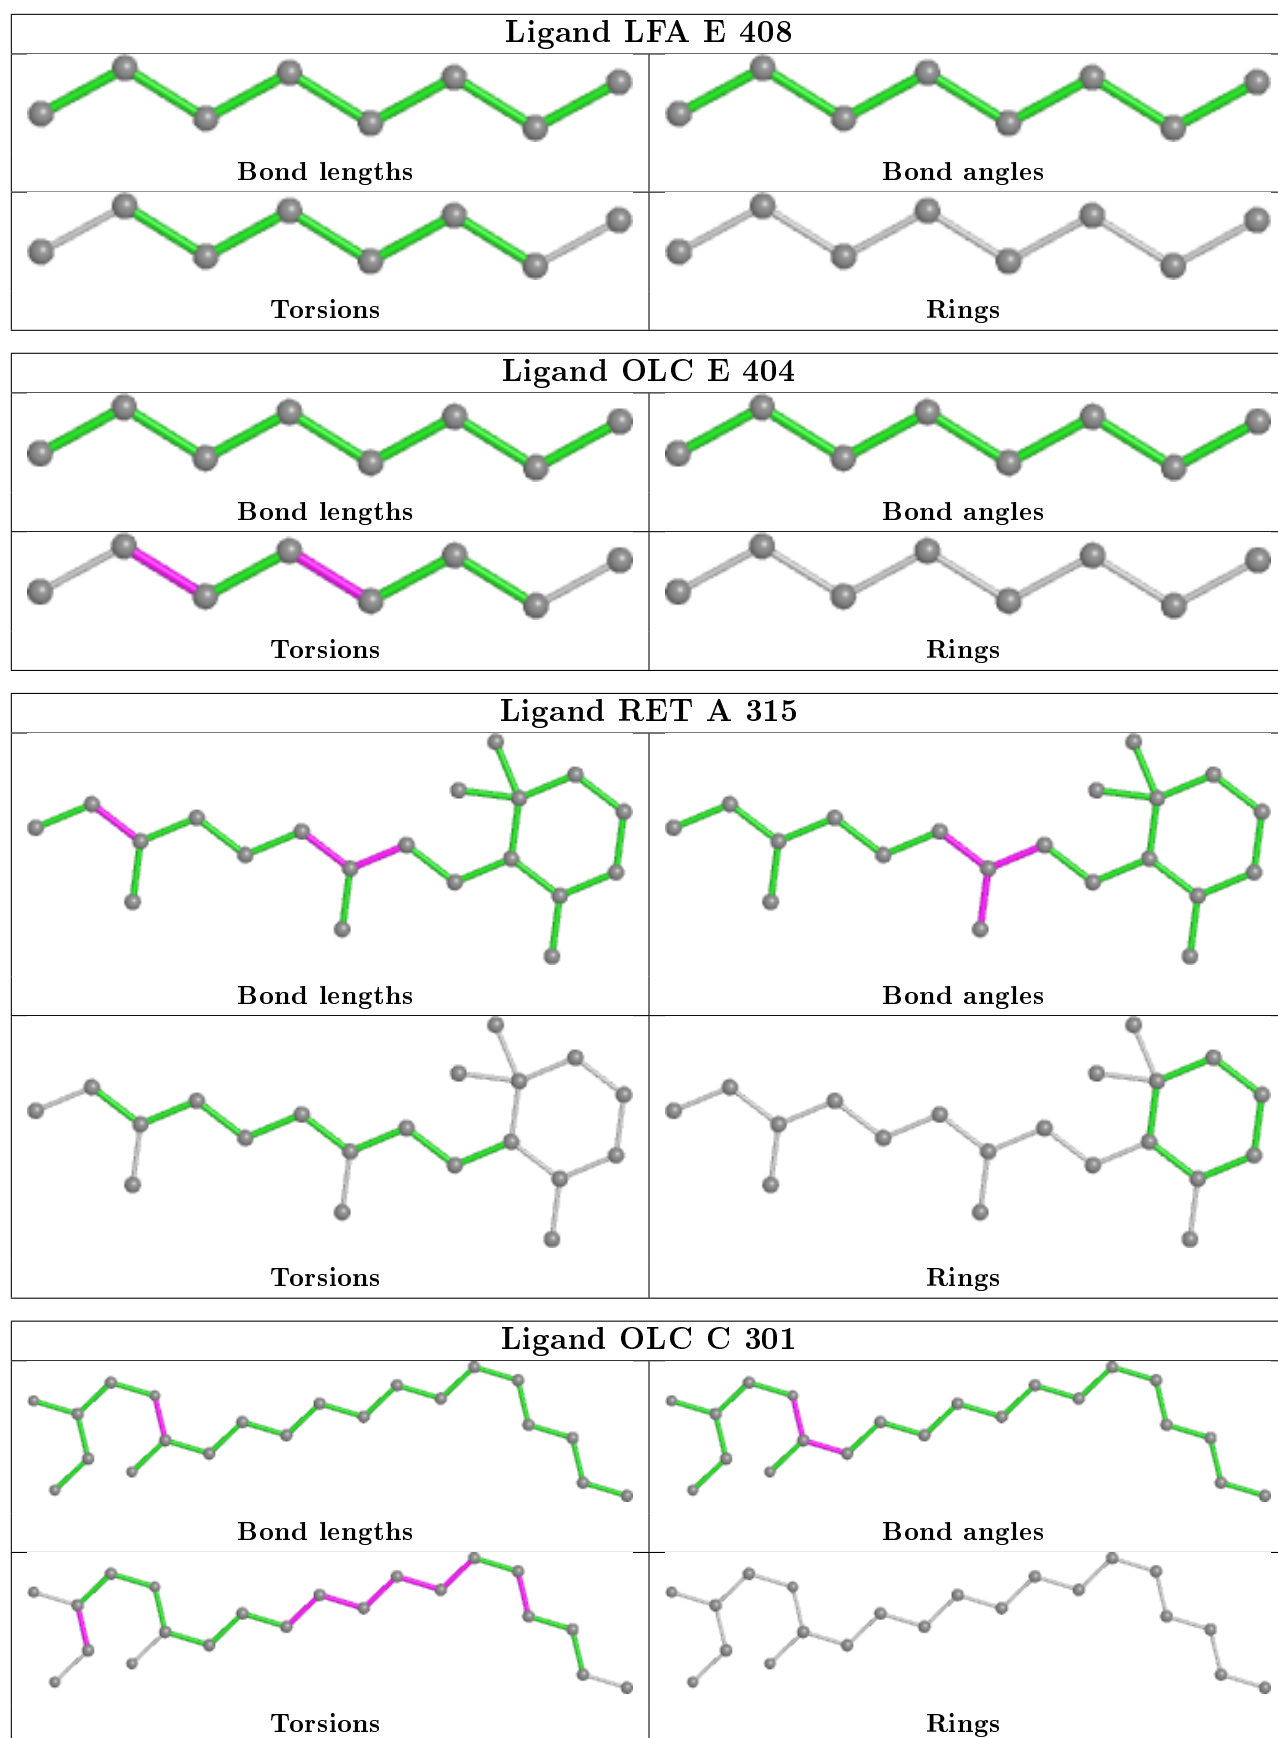 Ligand LFA E 408
Bond lengths
Bond angles
Torsions
Rings
Ligand OLC E 404
Bond lengths
Bond angles
Torsions
Rings
Ligand RET A 315
Bond lengths
Bond angles
Torsions
Rings
Ligand OLC C 301
Bond lengths
Bond angles
Torsions
Rings